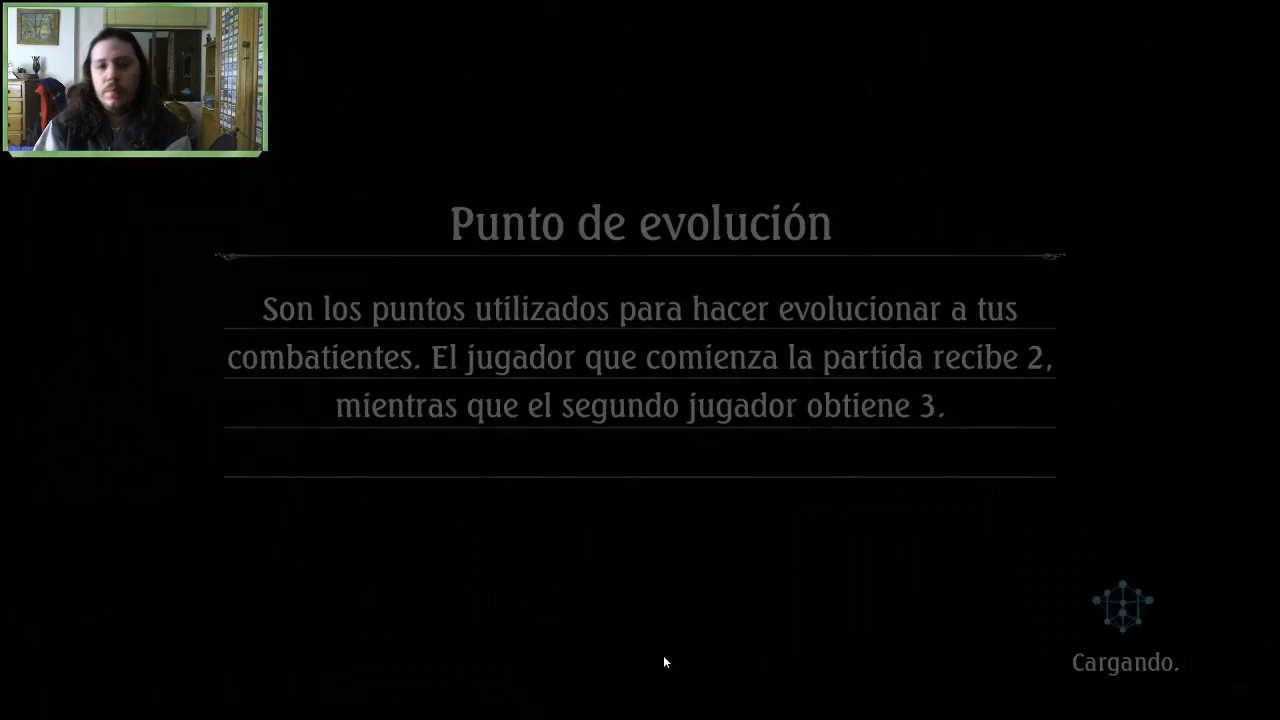 Punto de evolución
Son los puntos utilizados para hacer evolucionar a tus
combatientes. El jugador que comienza la partida recibe 2,
mientras que el segundo jugador obtiene 3.
Cargando.